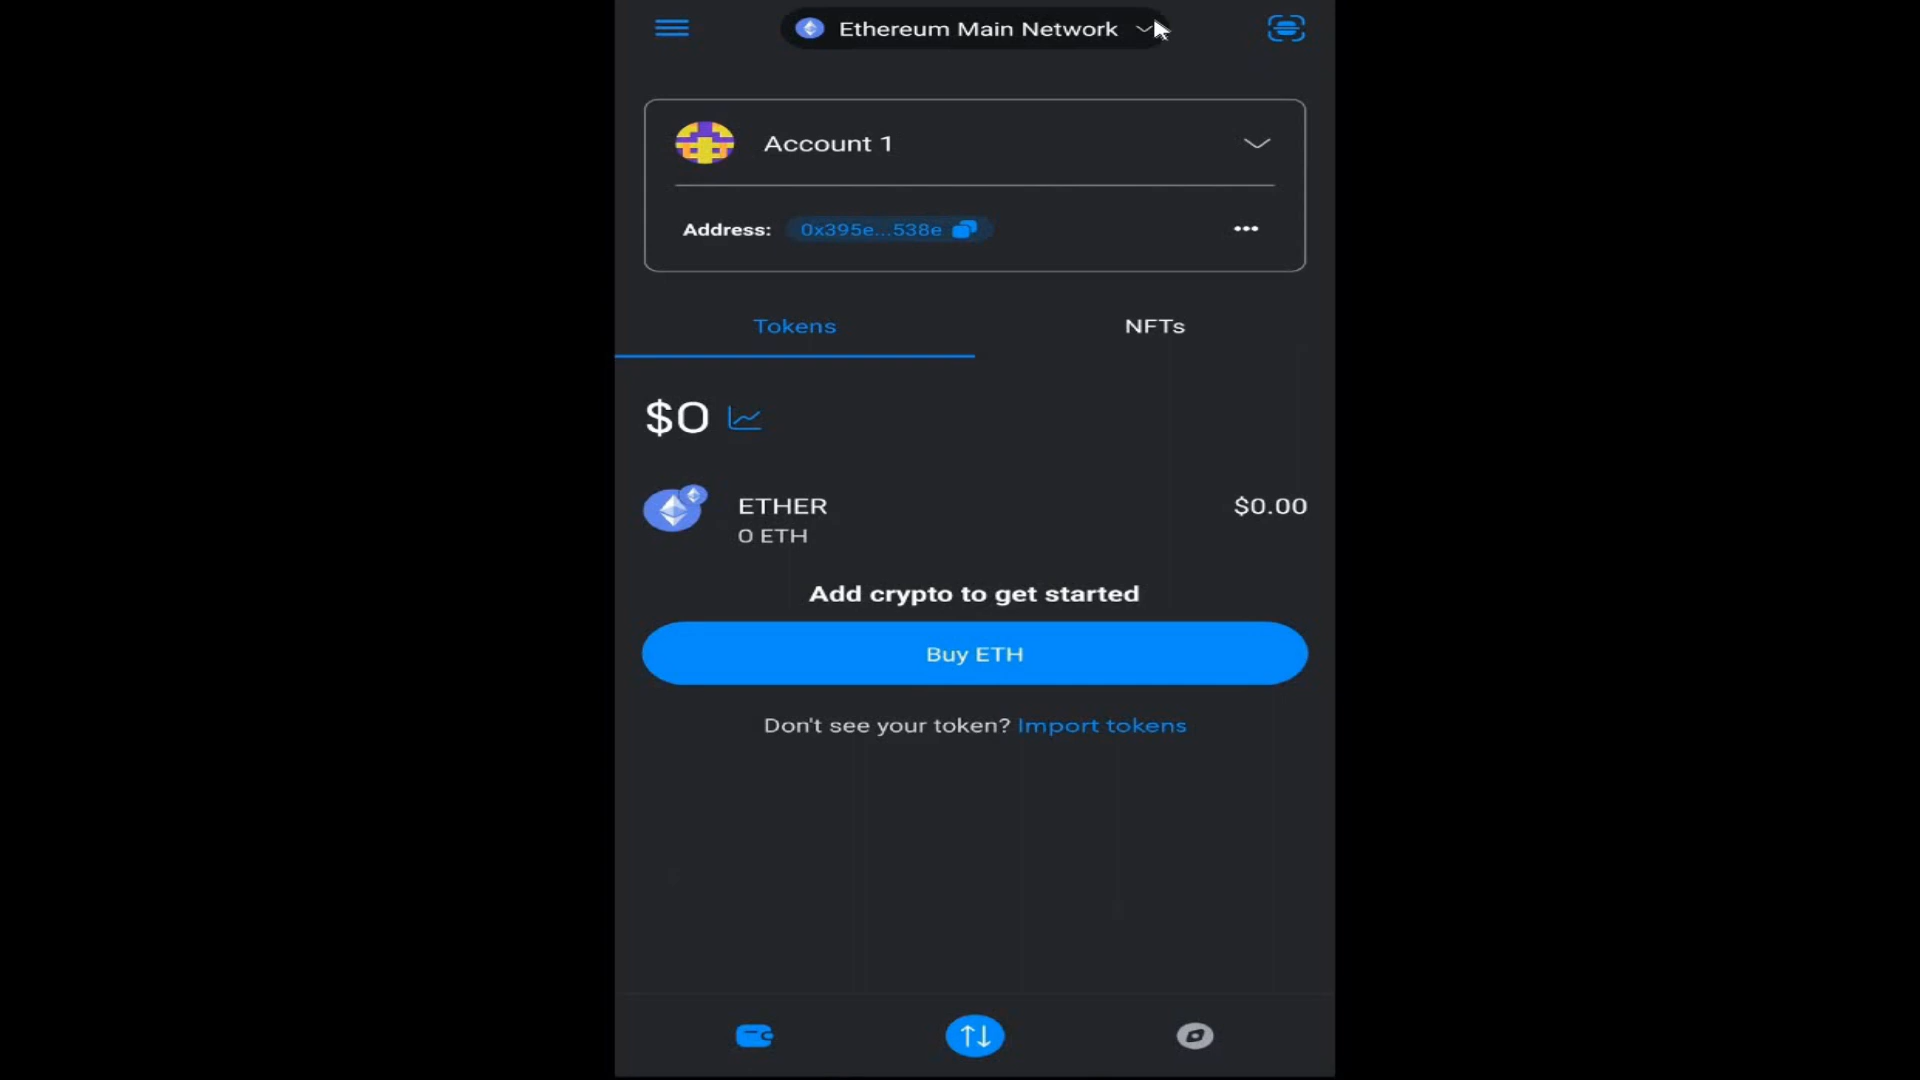 Ethereum Main Network
Account 1
Address: 0x395e...538e
Tokens
NFTs
$0
ETHER
$0.00
0 ETH
Add crypto to get started
Buy ETH
Don't see your token? Import tokens